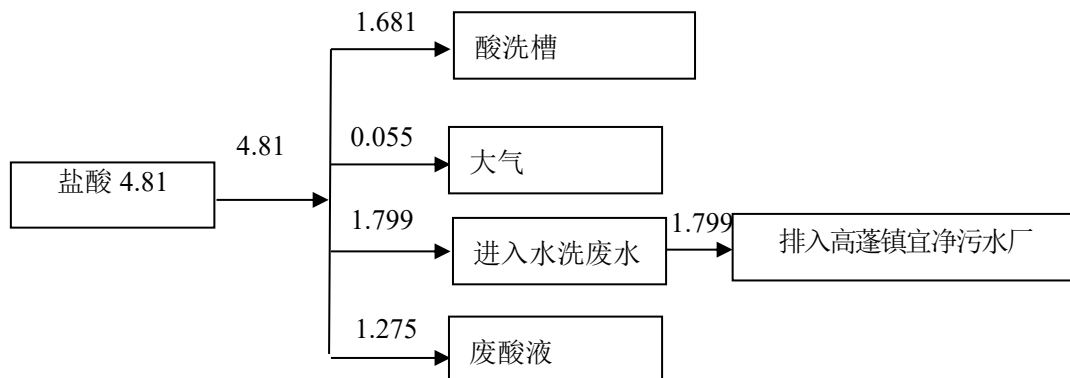 1.681
酸洗槽
0.055
大气
4.81
盐酸 4.81
1.799
进入水洗废水
1.799
排入高蓬镇宜净污水厂
1.275
废酸液